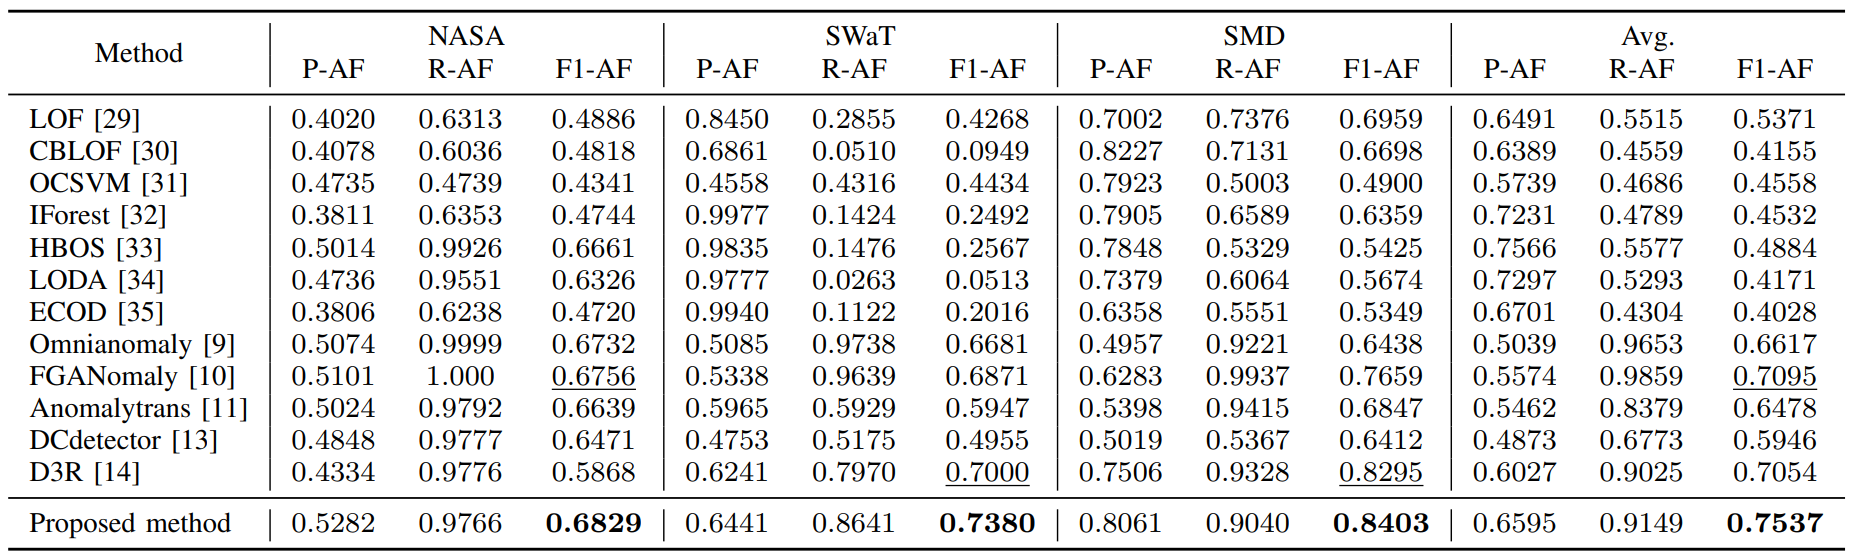 Method NASA SWaT SMD Avg.
P-AF R-AF F1-AF P-AF R-AF F1-AF P-AF R-AF F1-AF P-AF R-AF F1-AF
LOF [29] 0.4020 0.6313 0.4886 0.8450 0.2855 0.4268 0.7002 0.7376 0.6959 0.6491 0.5515 0.5371
CBLOF [30] 0.4078 0.6036 0.4818 0.6861 0.0510 0.0949 0.8227 0.7131 0.6698 0.6389 0.4559 0.4155
OCSVM [31] 0.4735 0.4739 0.4341 0.4558 0.4316 0.4434 0.7923 0.5003 0.4900 0.5739 0.4686 0.4558
IForest [32] 0.3811 0.6353 0.4744 0.9977 0.1424 0.2492 0.7905 0.6589 0.6359 0.7231 0.4789 0.4532
HBOS [33] 0.5014 0.9926 0.6661 0.9835 0.1476 0.2567 0.7848 0.5329 0.5425 0.7566 0.5577 0.4884
LODA [34] 0.4736 0.9551 0.6326 0.9777 0.0263 0.0513 0.7379 0.6064 0.5674 0.7297 0.5293 0.4171
ECOD [35] 0.3806 0.6238 0.4720 0.9940 0.1122 0.2016 0.6358 0.5551 0.5349 0.6701 0.4304 0.4028
Omnianomaly [9] 0.5074 0.9999 0.6732 0.5085 0.9738 0.6681 0.4957 0.9221 0.6438 0.5039 0.9653 0.6617
FGANomaly [10] 0.5101 1.000 0.6756 0.5338 0.9639 0.6871 0.6283 0.9937 0.7659 0.5574 0.9859 0.7095
Anomalytrans [11] 0.5024 0.9792 0.6639 0.5965 0.5929 0.5947 0.5398 0.9415 0.6847 0.5462 0.8379 0.6478
DCdetector [13] 0.4848 0.9777 0.6471 0.4753 0.5175 0.4955 0.5019 0.5367 0.6412 0.4873 0.6773 0.5946
D3R [14] 0.4334 0.9776 0.5868 0.6241 0.7970 0.7000 0.7506 0.9328 0.8295 0.6027 0.9025 0.7054
Proposed method 0.5282 0.9766 0.6829 0.6441 0.8641 0.7380 0.8061 0.9040 0.8403 0.6595 0.9149 0.7537